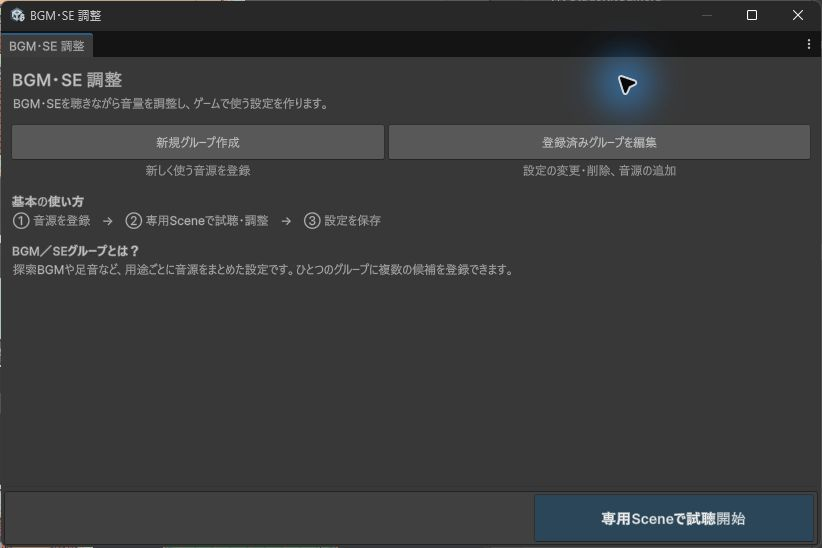 BGM・SE 調整
BGM・SE 調整
BGM・SE 調整
BGM・SEを聴きながら音量を調整し、ゲームで使う設定を作ります。
新規グループ作成
登録済みグループを編集
新しく使う音源を登録
設定の変更・削除、音源の追加
基本の使い方
① 音源を登録 → ② 専用Sceneで試聴・調整 → ③ 設定を保存
BGM／SEグループとは？
探索BGMや足音など、用途ごとに音源をまとめた設定です。ひとつのグループに複数の候補を登録できます。
専用Sceneで試聴開始